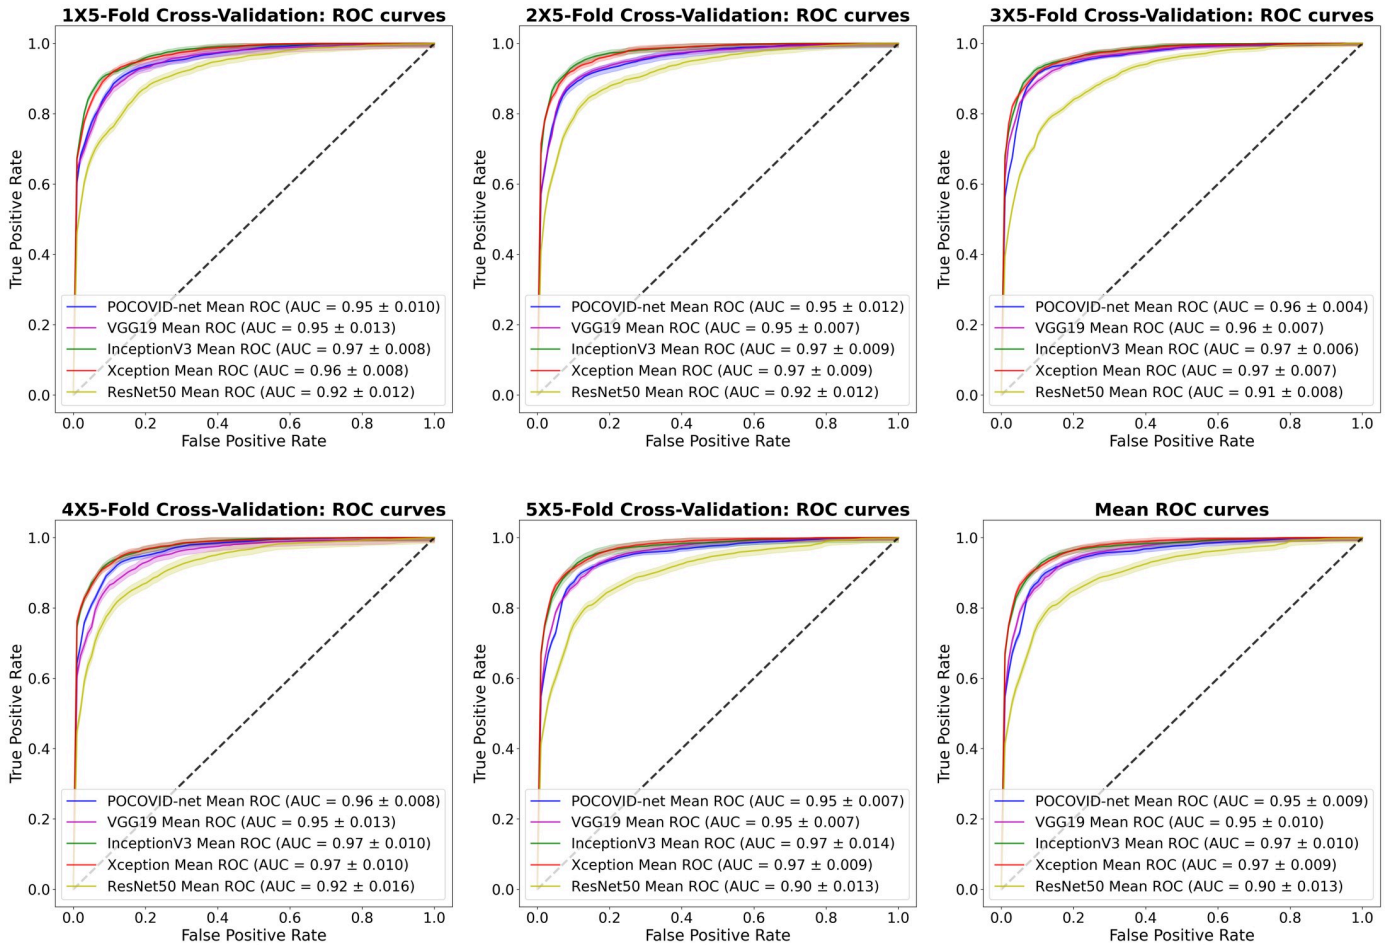 1X5-Fold Cross-Validation: ROC curves
True Positive Rate
1.0
0.8
0.6
0.4
0.2
0.0
POCOVID-net Mean ROC (AUC = 0.95 ± 0.010)
VGG19 Mean ROC (AUC = 0.95 ± 0.013)
InceptionV3 Mean ROC (AUC = 0.97 ± 0.008)
Xception Mean ROC (AUC = 0.96 ± 0.008)
ResNet50 Mean ROC (AUC = 0.92 ± 0.012)
0.0 0.2 0.4 0.6 0.8 1.0
False Positive Rate
2X5-Fold Cross-Validation: ROC curves
True Positive Rate
1.0
0.8
0.6
0.4
0.2
0.0
POCOVID-net Mean ROC (AUC = 0.95 ± 0.012)
VGG19 Mean ROC (AUC = 0.95 ± 0.007)
InceptionV3 Mean ROC (AUC = 0.97 ± 0.009)
Xception Mean ROC (AUC = 0.97 ± 0.009)
ResNet50 Mean ROC (AUC = 0.92 ± 0.012)
0.0 0.2 0.4 0.6 0.8 1.0
False Positive Rate
3X5-Fold Cross-Validation: ROC curves
True Positive Rate
1.0
0.8
0.6
0.4
0.2
0.0
POCOVID-net Mean ROC (AUC = 0.96 ± 0.004)
VGG19 Mean ROC (AUC = 0.96 ± 0.007)
InceptionV3 Mean ROC (AUC = 0.97 ± 0.006)
Xception Mean ROC (AUC = 0.97 ± 0.007)
ResNet50 Mean ROC (AUC = 0.91 ± 0.008)
0.0 0.2 0.4 0.6 0.8 1.0
False Positive Rate
4X5-Fold Cross-Validation: ROC curves
True Positive Rate
1.0
0.8
0.6
0.4
0.2
0.0
POCOVID-net Mean ROC (AUC = 0.96 ± 0.008)
VGG19 Mean ROC (AUC = 0.95 ± 0.013)
InceptionV3 Mean ROC (AUC = 0.97 ± 0.010)
Xception Mean ROC (AUC = 0.97 ± 0.010)
ResNet50 Mean ROC (AUC = 0.92 ± 0.016)
0.0 0.2 0.4 0.6 0.8 1.0
False Positive Rate
5X5-Fold Cross-Validation: ROC curves
True Positive Rate
1.0
0.8
0.6
0.4
0.2
0.0
POCOVID-net Mean ROC (AUC = 0.95 ± 0.007)
VGG19 Mean ROC (AUC = 0.95 ± 0.007)
InceptionV3 Mean ROC (AUC = 0.97 ± 0.014)
Xception Mean ROC (AUC = 0.97 ± 0.009)
ResNet50 Mean ROC (AUC = 0.90 ± 0.013)
0.0 0.2 0.4 0.6 0.8 1.0
False Positive Rate
Mean ROC curves
True Positive Rate
1.0
0.8
0.6
0.4
0.2
0.0
POCOVID-net Mean ROC (AUC = 0.95 ± 0.009)
VGG19 Mean ROC (AUC = 0.95 ± 0.010)
InceptionV3 Mean ROC (AUC = 0.97 ± 0.010)
Xception Mean ROC (AUC = 0.97 ± 0.009)
ResNet50 Mean ROC (AUC = 0.90 ± 0.013)
0.0 0.2 0.4 0.6 0.8 1.0
False Positive Rate